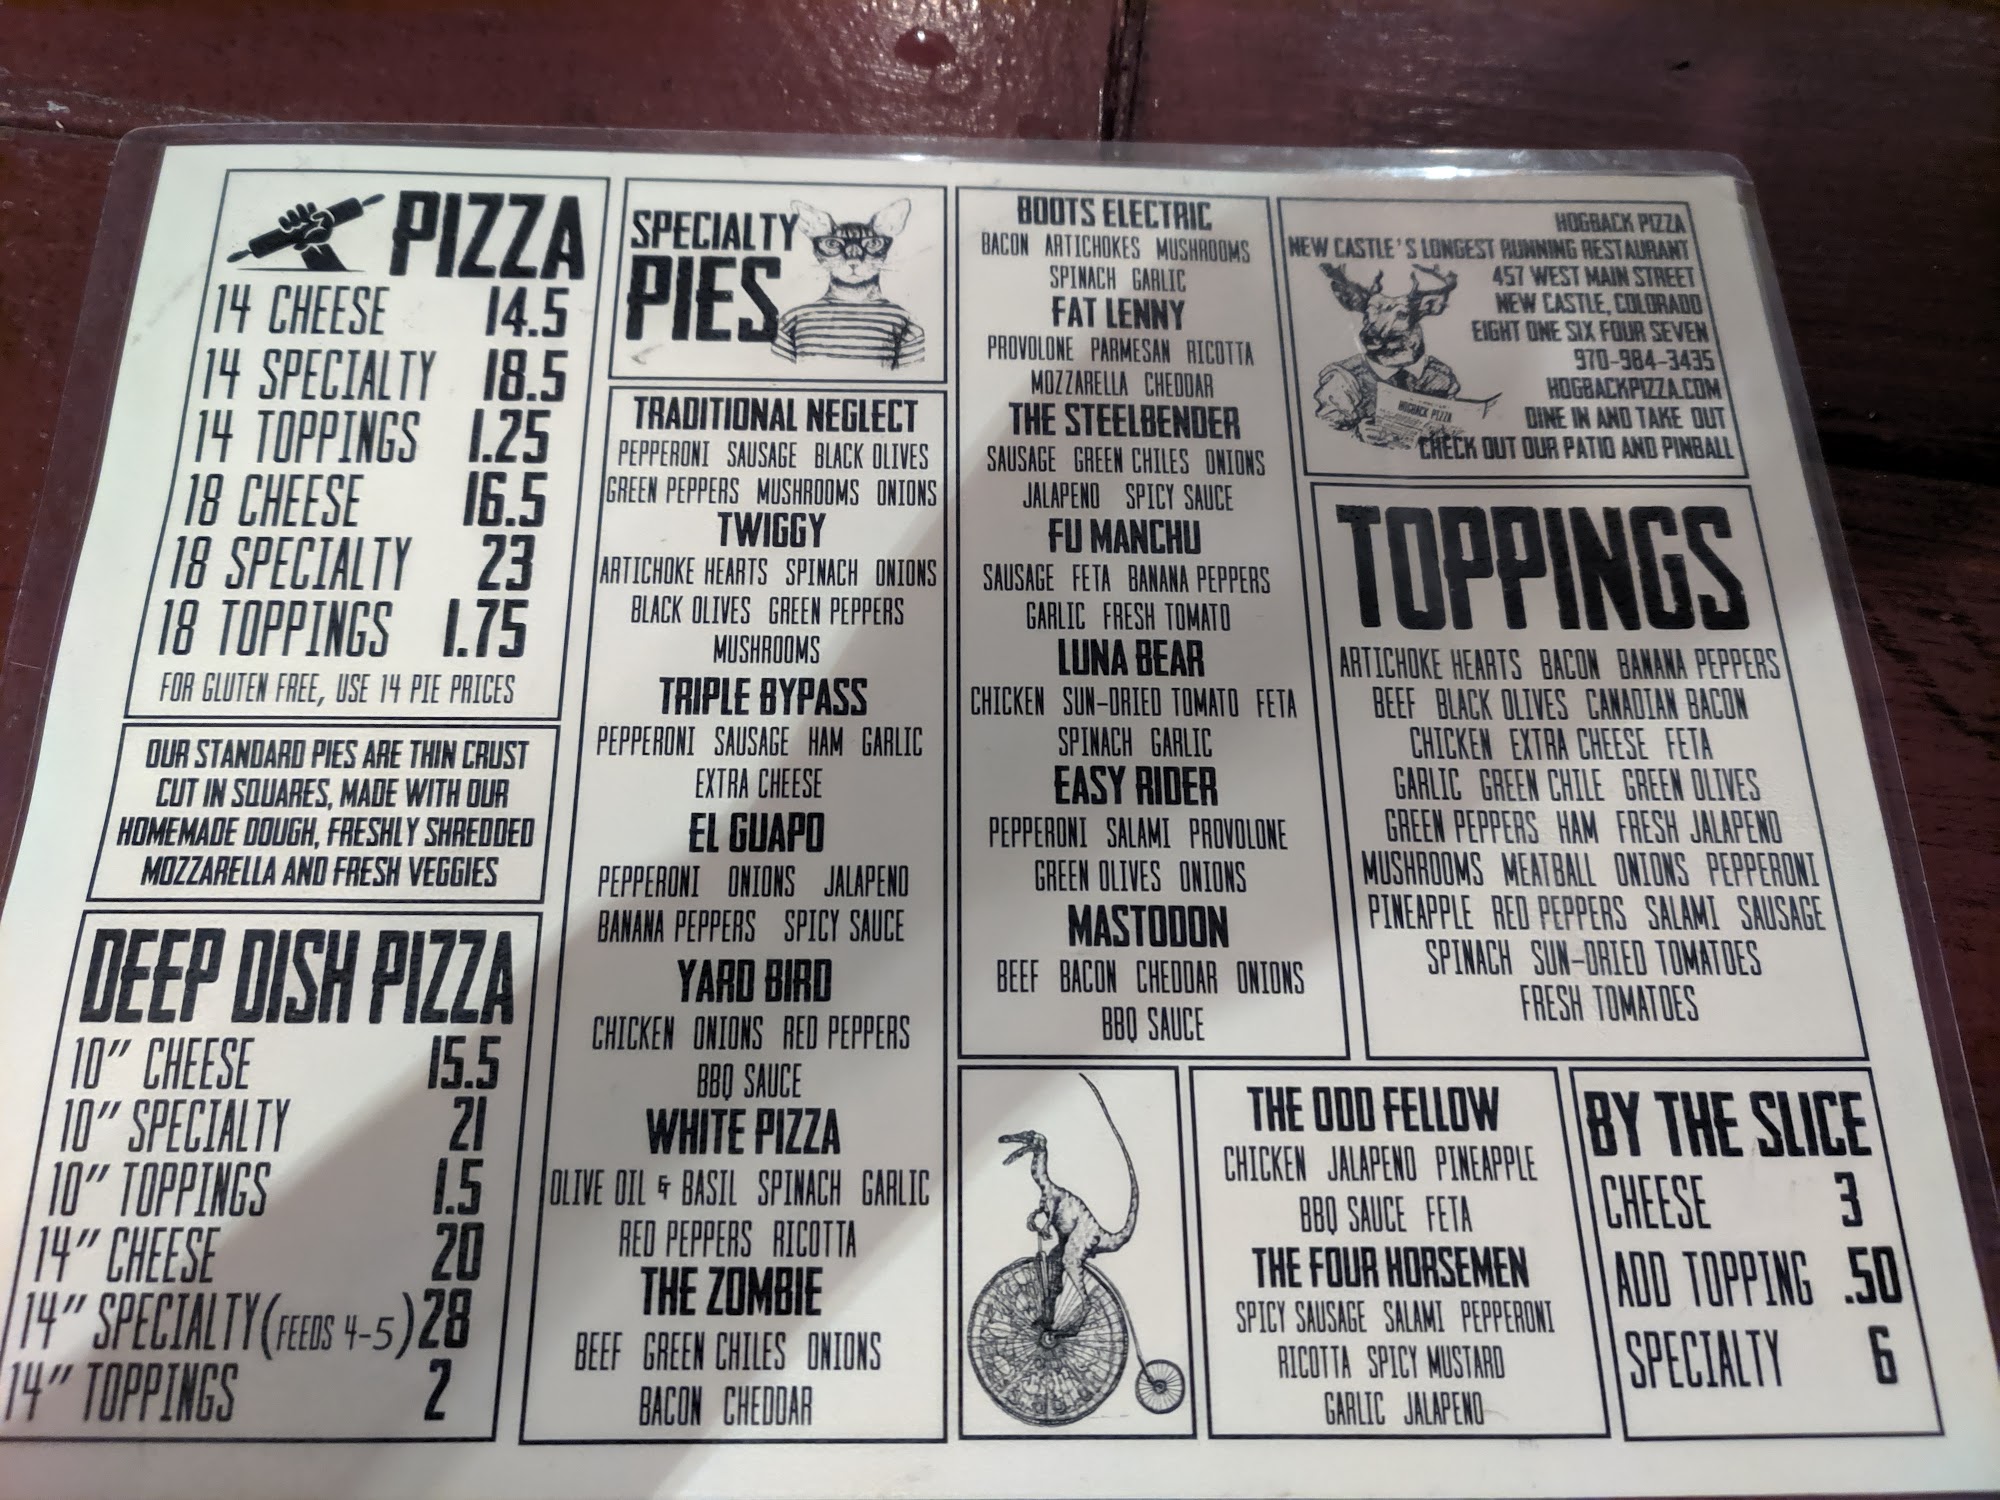 PIZZA
14 CHEESE 14.5
14 SPECIALTY 18.5
14 TOPPINGS 1.25
18 CHEESE 16.5
18 SPECIALTY 23
18 TOPPINGS 1.75
FOR GLUTEN FREE, USE 14 PIE PRICES
OUR STANDARD PIES ARE THIN CRUST
CUT IN SQUARES, MADE WITH OUR
HOMEMADE DOUGH, FRESHLY SHREDDED
MOZZARELLA AND FRESH VEGGIES
DEEP DISH PIZZA
10" CHEESE 15.5
10" SPECIALTY 21
10" TOPPINGS 1.5
14" CHEESE 20
14" SPECIALTY (FEEDS 4-5) 28
14" TOPPINGS 2
SPECIALTY
PIES
TRADITIONAL NEGLECT
PEPPERONI SAUSAGE BLACK OLIVES
GREEN PEPPERS MUSHROOMS ONIONS
TWIGGY
ARTICHOKE HEARTS SPINACH ONIONS
BLACK OLIVES GREEN PEPPERS
MUSHROOMS
TRIPLE BYPASS
PEPPERONI SAUSAGE HAM GARLIC
EXTRA CHEESE
EL GUAPO
PEPPERONI ONIONS JALAPENO
BANANA PEPPERS SPICY SAUCE
YARD BIRD
CHICKEN ONIONS RED PEPPERS
BBQ SAUCE
WHITE PIZZA
OLIVE OIL & BASIL SPINACH GARLIC
RED PEPPERS RICOTTA
THE ZOMBIE
BEEF GREEN CHILES ONIONS
BACON CHEDDAR
BOOTS ELECTRIC
BACON ARTICHOKES MUSHROOMS
SPINACH GARLIC
FAT LENNY
PROVOLONE PARMESAN RICOTTA
MOZZARELLA CHEDDAR
THE STEELBENDER
SAUSAGE GREEN CHILES ONIONS
JALAPENO SPICY SAUCE
FU MANCHU
SAUSAGE FETA BANANA PEPPERS
GARLIC FRESH TOMATO
LUNA BEAR
CHICKEN SUN-DRIED TOMATO FETA
SPINACH GARLIC
EASY RIDER
PEPPERONI SALAMI PROVOLONE
GREEN OLIVES ONIONS
MASTODON
BEEF BACON CHEDDAR ONIONS
BBQ SAUCE
THE ODD FELLOW
CHICKEN JALAPENO PINEAPPLE
BBQ SAUCE FETA
THE FOUR HORSEMEN
SPICY SAUSAGE SALAMI PEPPERONI
RICOTTA SPICY MUSTARD
GARLIC JALAPENO
HOGBACK PIZZA
NEW CASTLE'S LONGEST RUNNING RESTAURANT
457 WEST MAIN STREET
NEW CASTLE, COLORADO
EIGHT ONE SIX FOUR SEVEN
970-984-3435
HOGBACKPIZZA.COM
DINE IN AND TAKE OUT
CHECK OUT OUR PATIO AND PINBALL
HOGBACK PIZZA
TOPPINGS
ARTICHOKE HEARTS BACON BANANA PEPPERS
BEEF BLACK OLIVES CANADIAN BACON
CHICKEN EXTRA CHEESE FETA
GARLIC GREEN CHILE GREEN OLIVES
GREEN PEPPERS HAM FRESH JALAPENO
MUSHROOMS MEATBALL ONIONS PEPPERONI
PINEAPPLE RED PEPPERS SALAMI SAUSAGE
SPINACH SUN-DRIED TOMATOES
FRESH TOMATOES
BY THE SLICE
CHEESE 3
ADD TOPPING .50
SPECIALTY 6